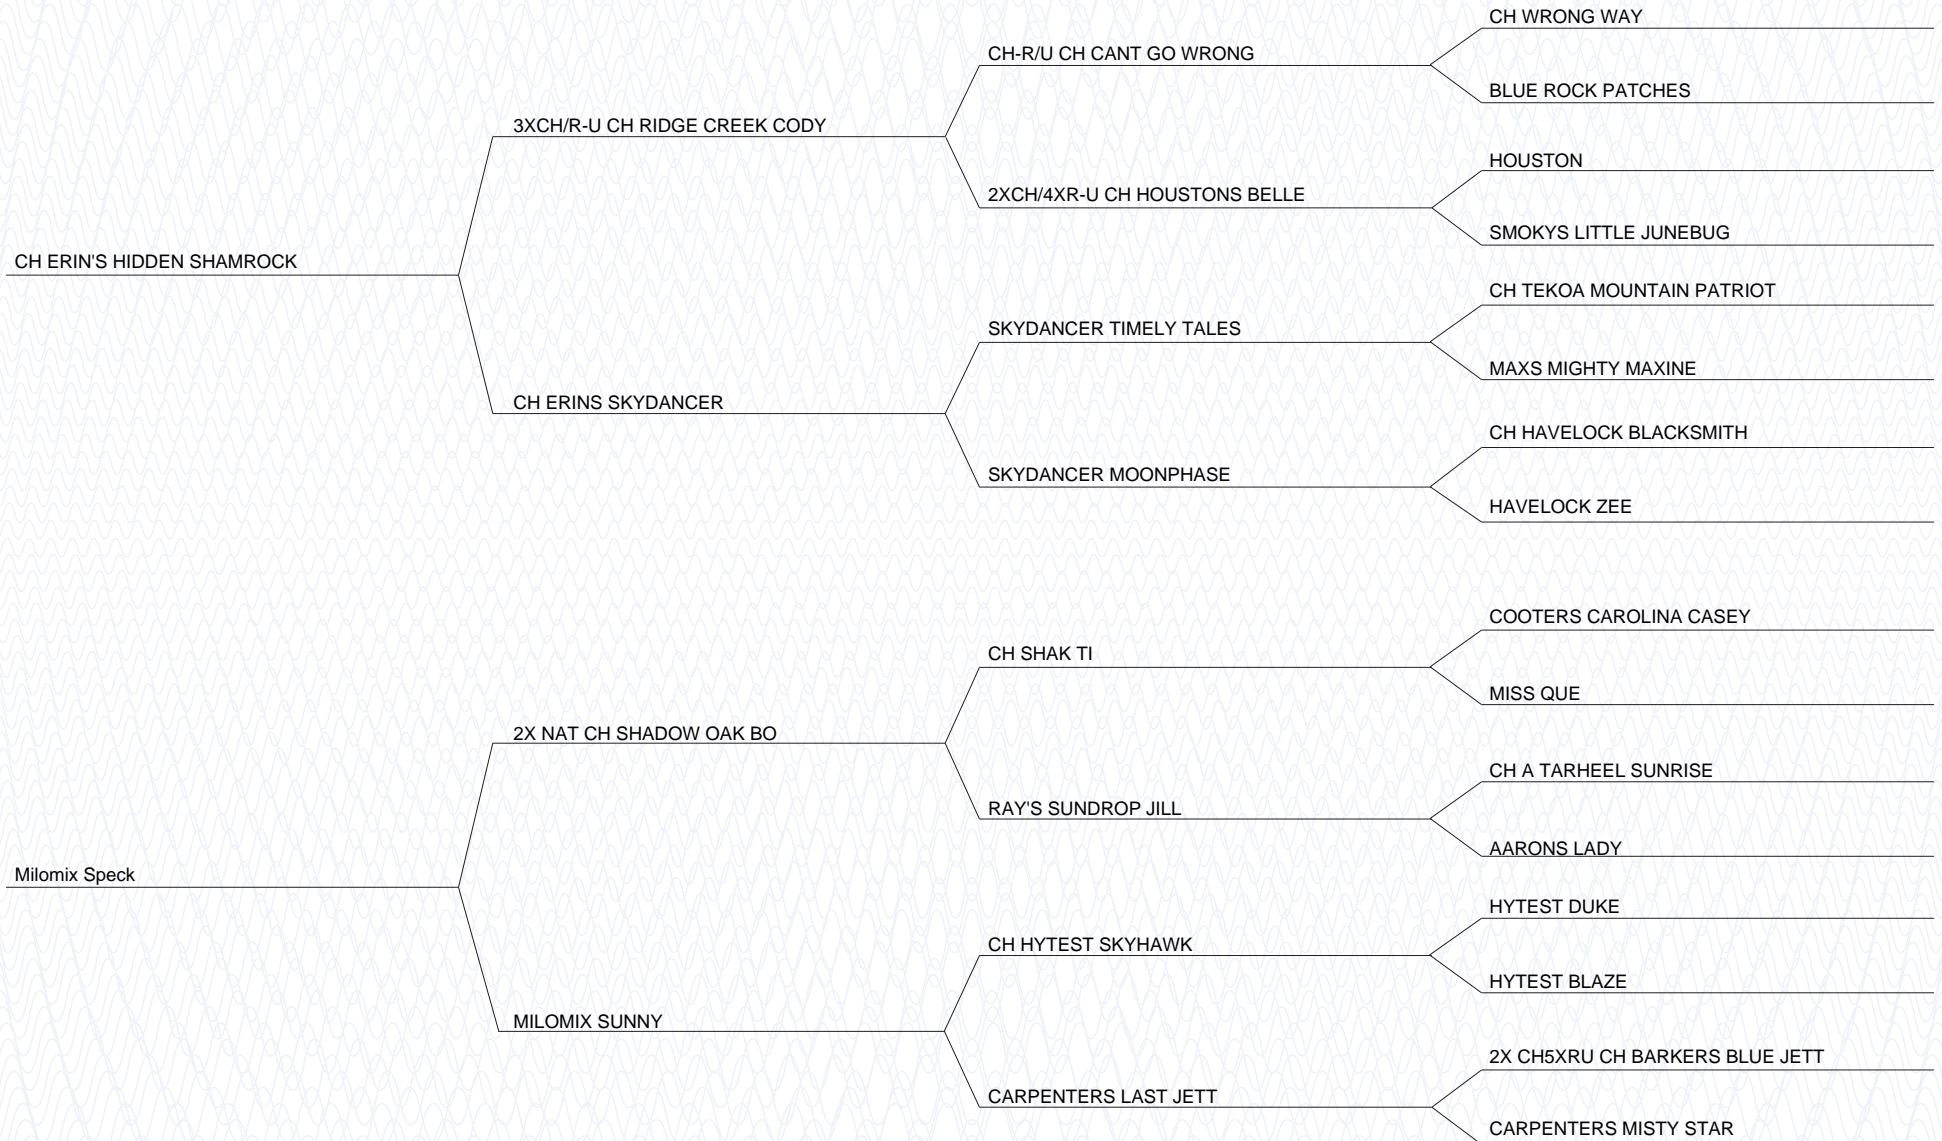 CH WRONG WAY
CH-R/U CH CANT GO WRONG
BLUE ROCK PATCHES
3XCH/R-U CH RIDGE CREEK CODY
HOUSTON
2XCH/4XR-U CH HOUSTONS BELLE
SMOKYS LITTLE JUNEBUG
CH ERIN'S HIDDEN SHAMROCK
CH TEKOA MOUNTAIN PATRIOT
SKYDANCER TIMELY TALES
MAXS MIGHTY MAXINE
CH ERINS SKYDANCER
CH HAVELOCK BLACKSMITH
SKYDANCER MOONPHASE
HAVELOCK ZEE
COOTERS CAROLINA CASEY
CH SHAK TI
MISS QUE
2X NAT CH SHADOW OAK BO
CH A TARHEEL SUNRISE
RAY'S SUNDROP JILL
AARONS LADY
Milomix Speck
HYTEST DUKE
CH HYTEST SKYHAWK
HYTEST BLAZE
MILOMIX SUNNY
2X CH5XRU CH BARKERS BLUE JETT
CARPENTERS LAST JETT
CARPENTERS MISTY STAR